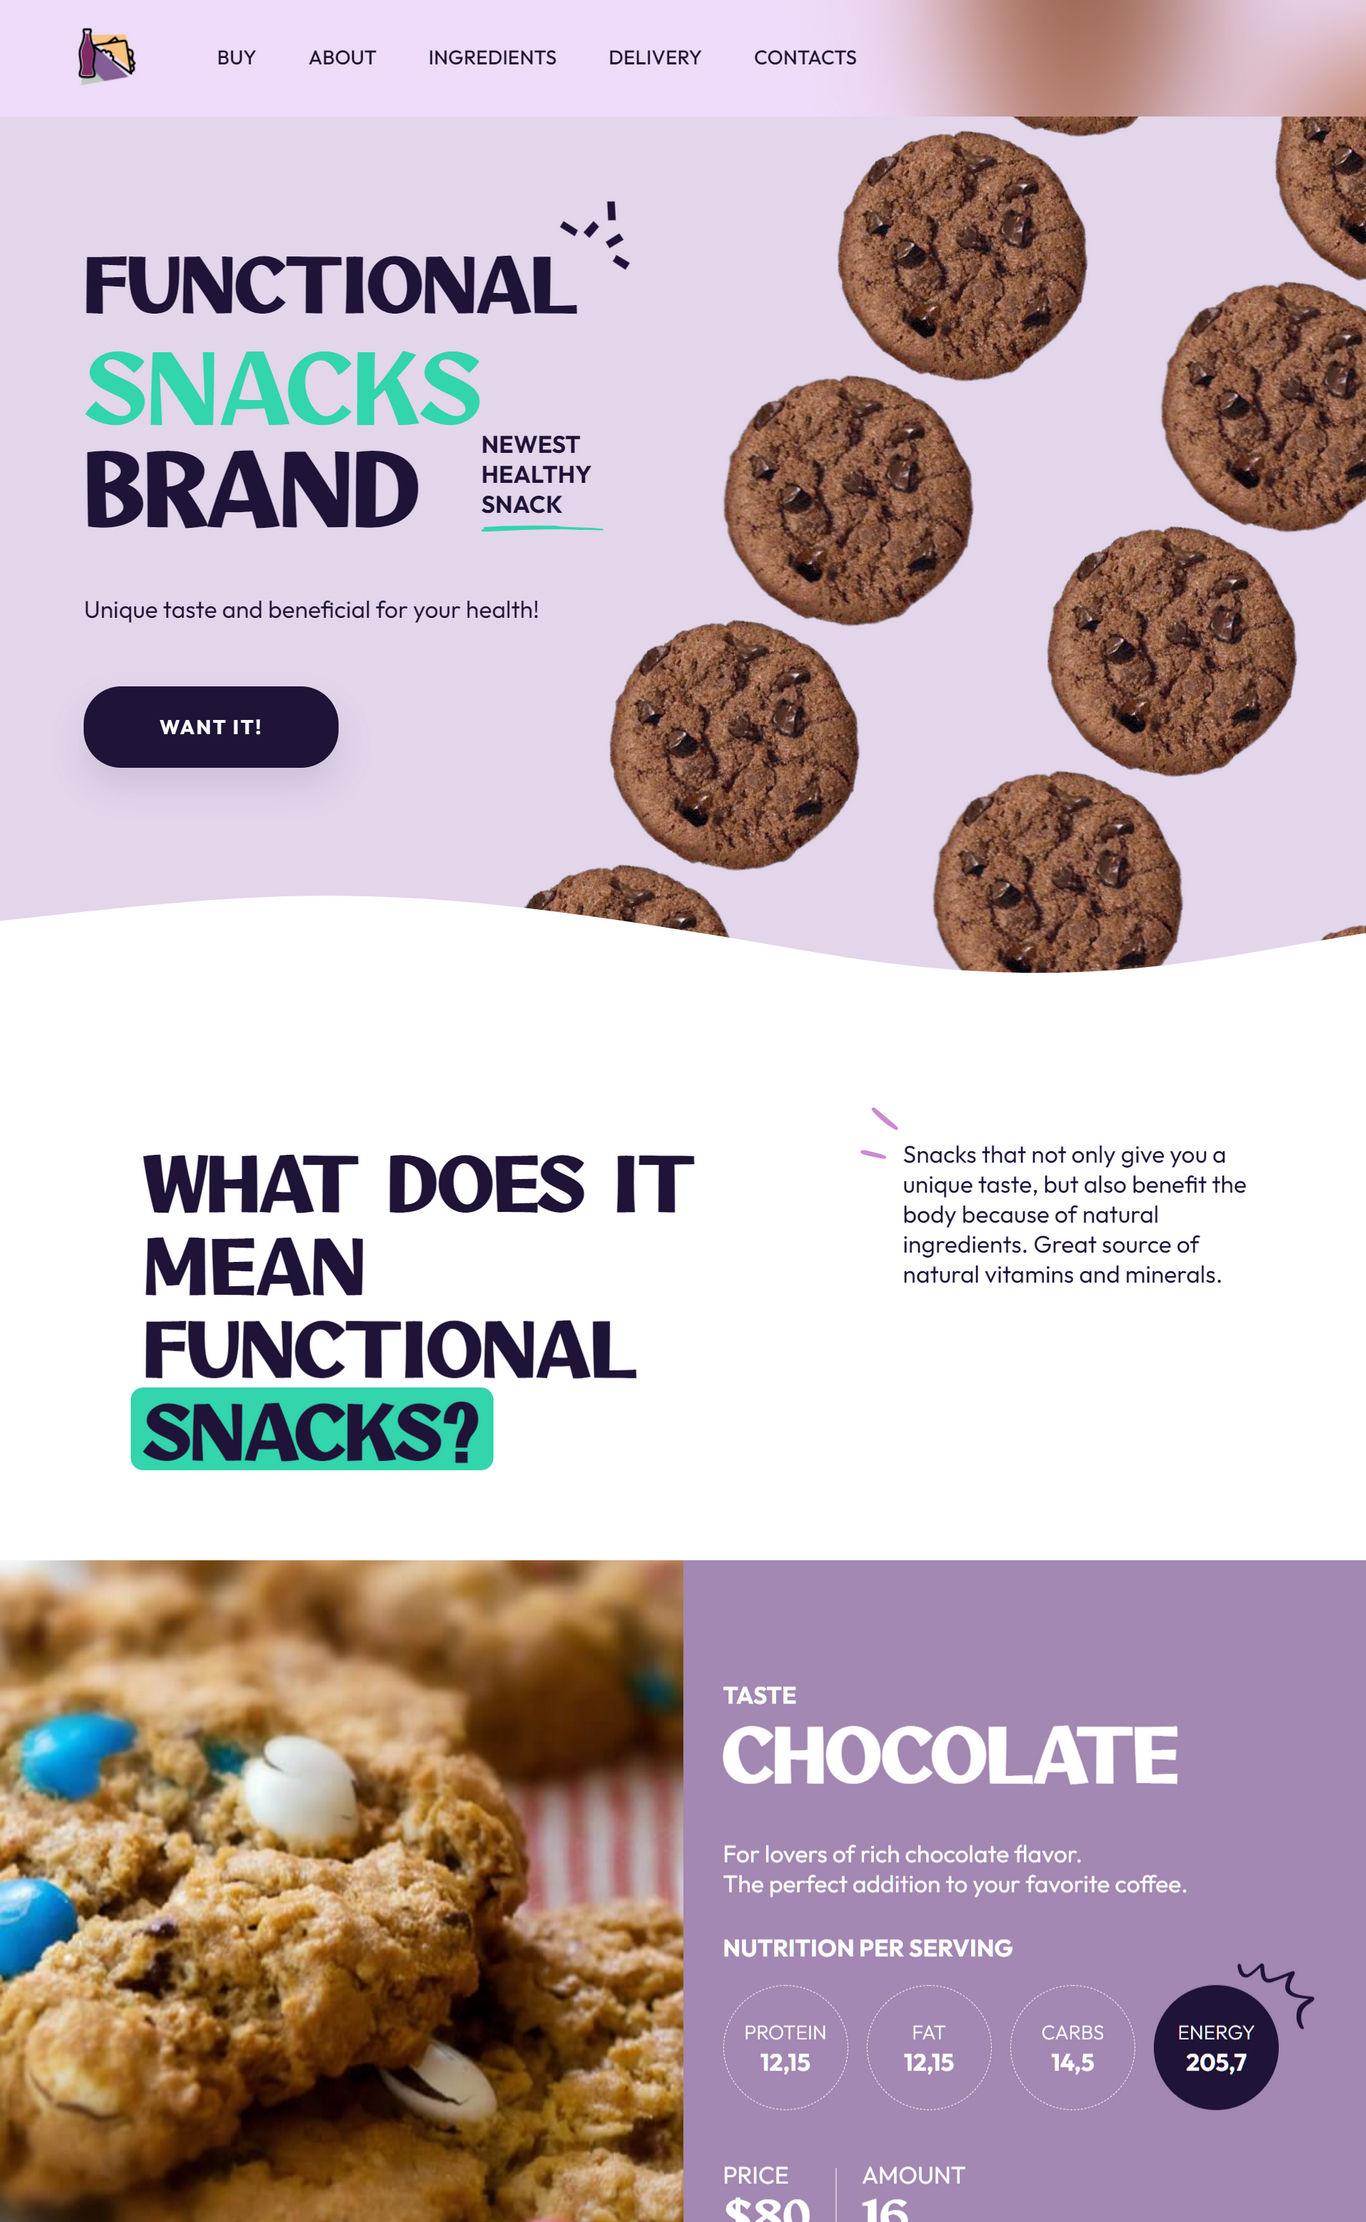 BUY ABOUT INGREDIENTS DELIVERY CONTACTS
FUNCTIONAL
SNACKS
BRAND
NEWEST
HEALTHY
SNACK
Unique taste and beneficial for your health!
WANT IT!
WHAT DOES IT
MEAN
FUNCTIONAL
SNACKS?
Snacks that not only give you a
unique taste, but also benefit the
body because of natural
ingredients. Great source of
natural vitamins and minerals.
TASTE
CHOCOLATE
For lovers of rich chocolate flavor.
The perfect addition to your favorite coffee.
NUTRITION PER SERVING
PROTEIN
12,15
FAT
12,15
CARBS
14,5
ENERGY
205,7
PRICE
$80
AMOUNT
16